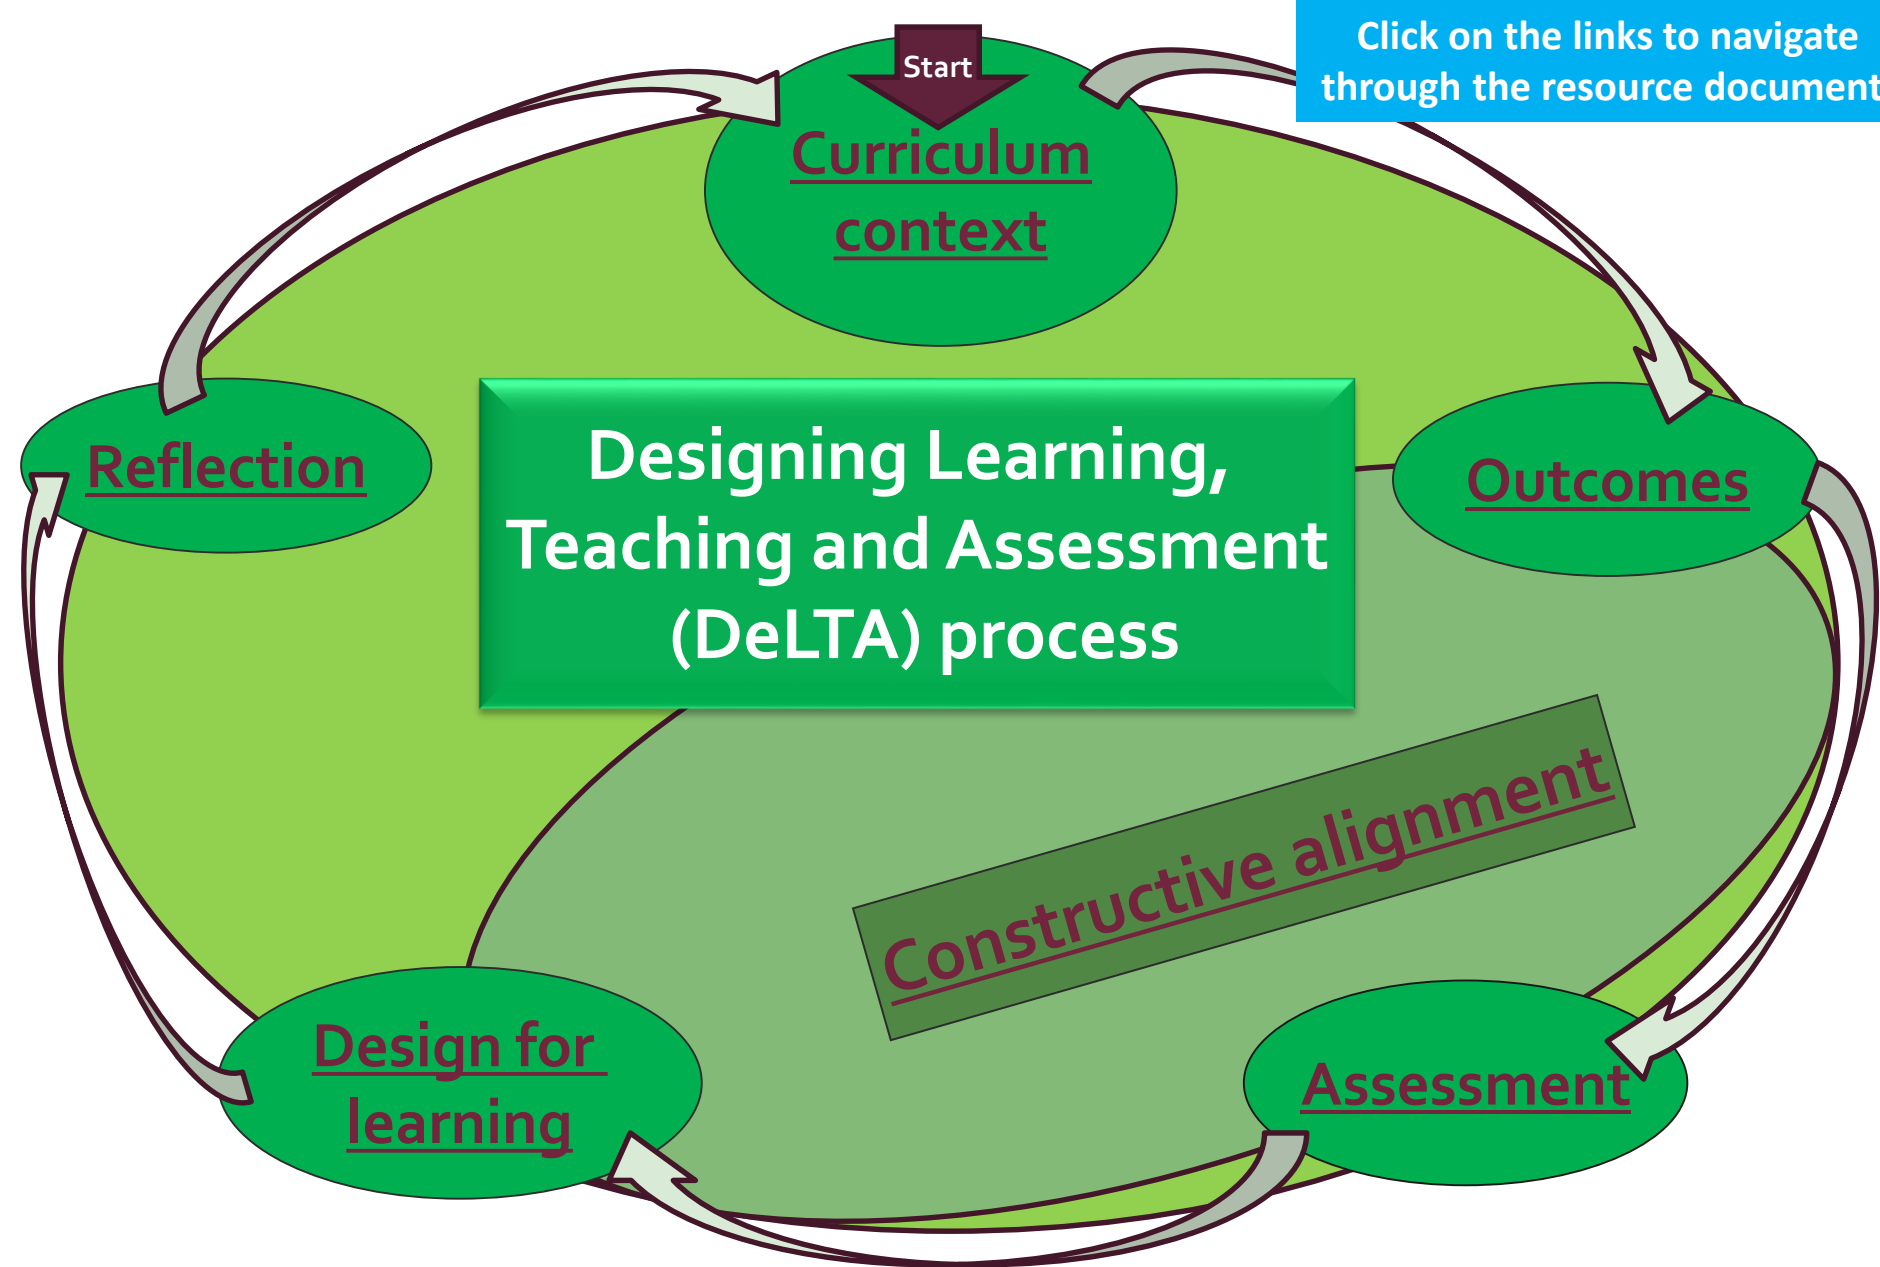 Click on the links to navigate
through the resource document
Start
Curriculum
context
Reflection
Outcomes
Designing Learning,
Teaching and Assessment
(DeLTA) process
Constructive alignment
Design for
learning
Assessment